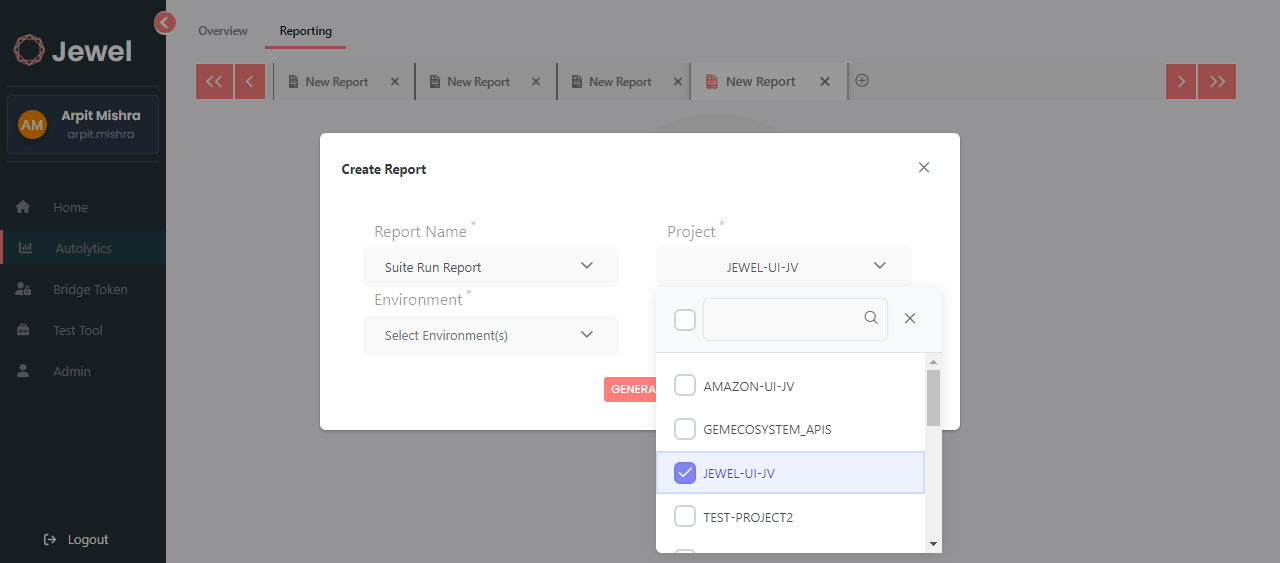 Jewel
AM
Arpit Mishra
arpit.mishra
Home
Autolytics
Bridge Token
Test Tool
Admin
Logout
Overview
Reporting
New Report
New Report
New Report
New Report
Create Report
Report Name *
Suite Run Report
Project *
JEWEL-UI-JV
Environment *
Select Environment(s)
GENERA
AMAZON-UI-JV
GEMECOSYSTEM_APIS
JEWEL-UI-JV
TEST-PROJECT2